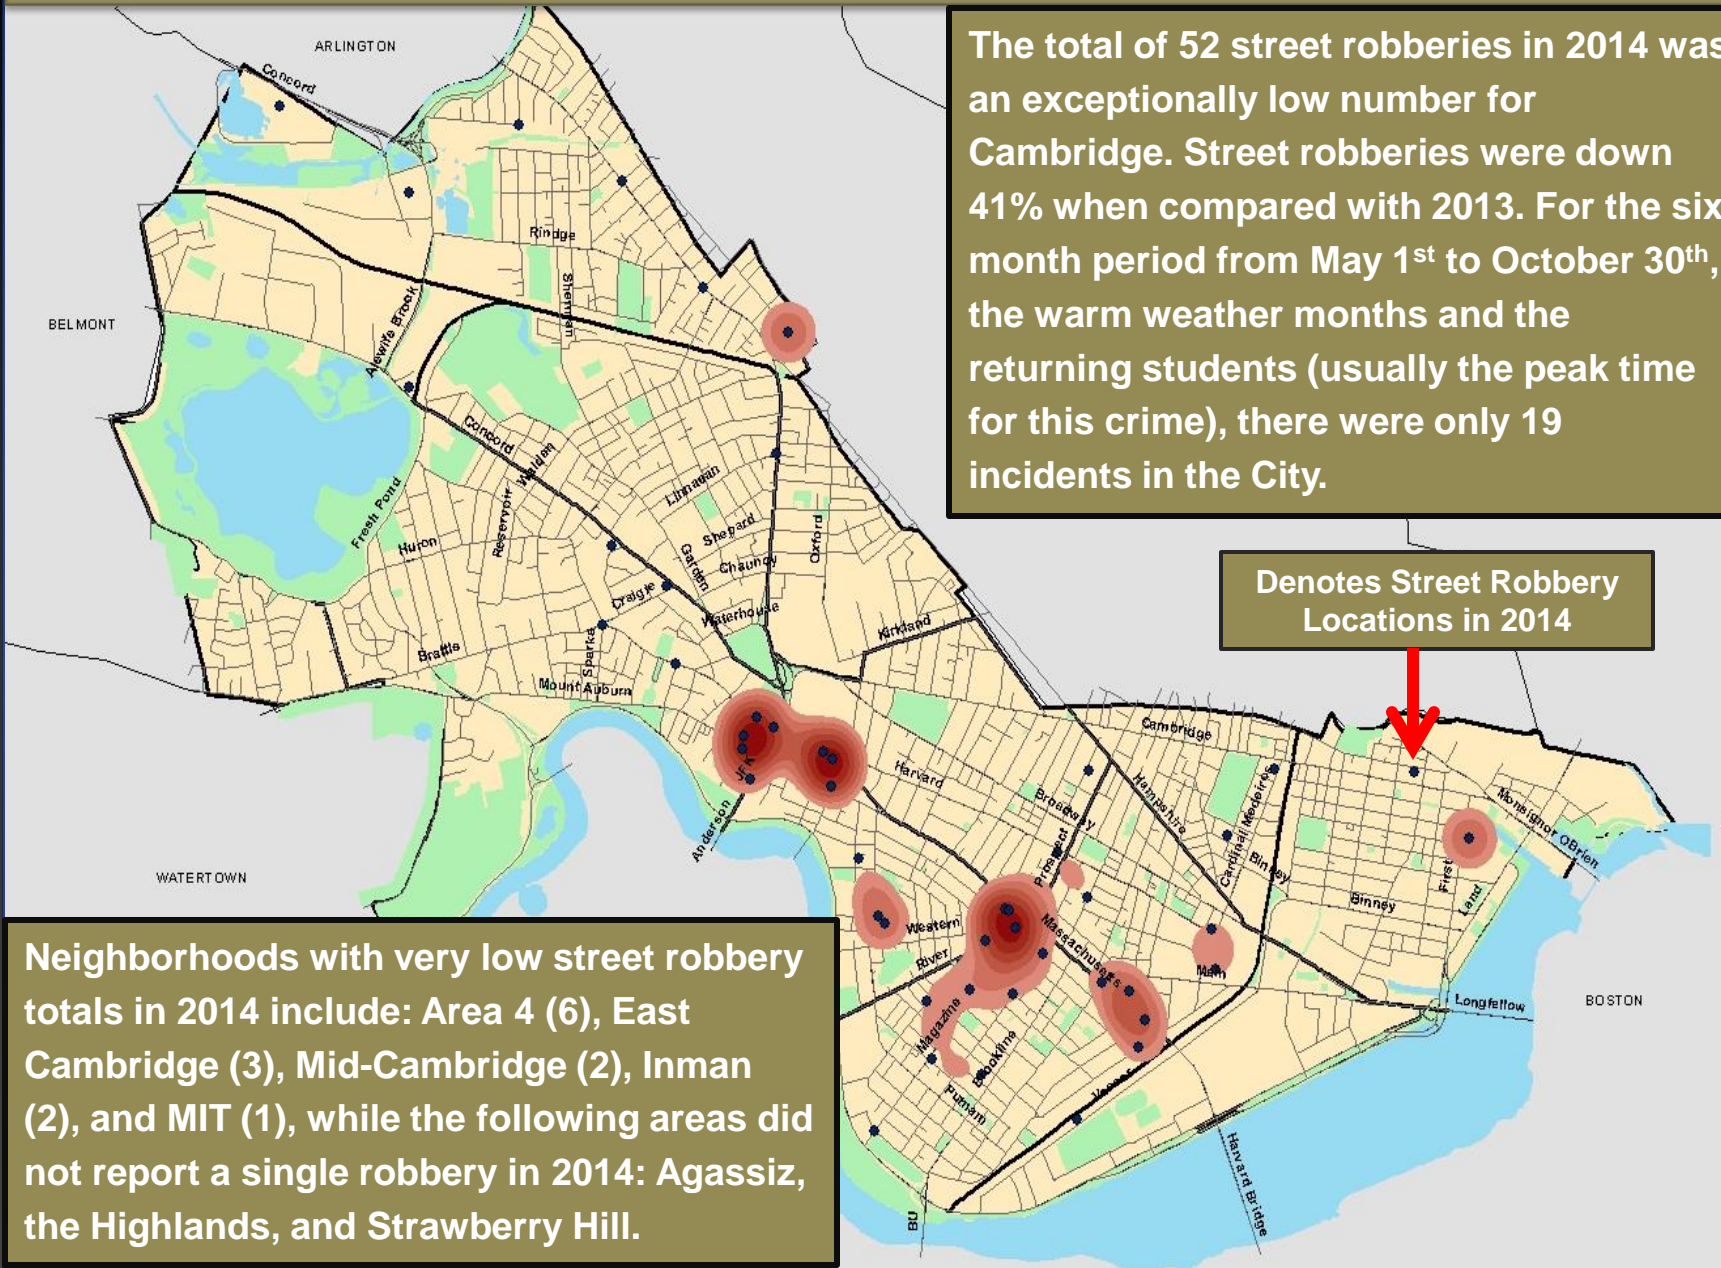 The total of 52 street robberies in 2014 was
an exceptionally low number for
Cambridge. Street robberies were down
41% when compared with 2013. For the six
month period from May 1st to October 30th,
the warm weather months and the
returning students (usually the peak time
for this crime), there were only 19
incidents in the City.
Denotes Street Robbery
Locations in 2014
Neighborhoods with very low street robbery
totals in 2014 include: Area 4 (6), East
Cambridge (3), Mid-Cambridge (2), Inman
(2), and MIT (1), while the following areas did
not report a single robbery in 2014: Agassiz,
the Highlands, and Strawberry Hill.
ARLINGTON
Concord
Rindge
Sherman
BELMONT
Alewife Brook
Concord
Walden
Linnaean
Reservoir
Shepard
Oxford
Fresh Pond
Huron
Garden
Chauncy
Craigie
Waterhouse
Kirkland
Brattle
Sparks
Mount Auburn
Cambridge
JFK
Harvard
Hampshire
Broadway
Cardinal Medeiros
Monsignor OBrien
Anderson
Prospect
Binney
First
WATERTOWN
Binney
Land
Western
Massachusetts
River
Main
Longfellow
BOSTON
Magazine
Brookline
Vassar
Putnam
Harvard Bridge
BU